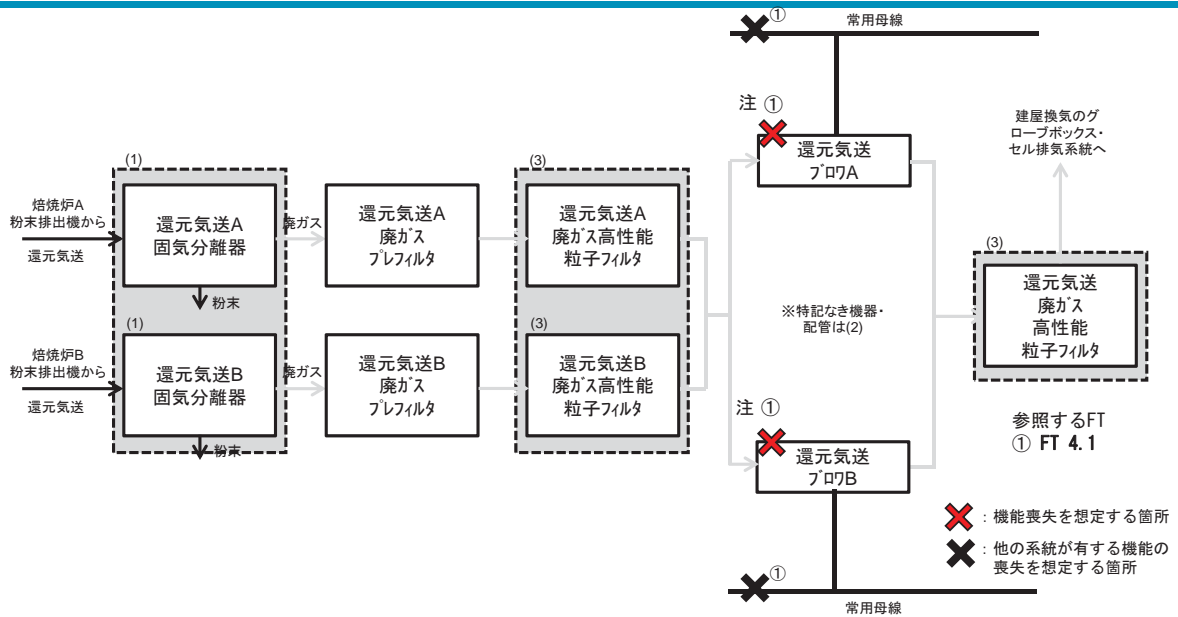 ①
常用母線
注 ①
還元気送
ブロワA
建屋換気のグ
ローブボックス・
セル排気系統へ
(1)
(3)
焙焼炉A
粉末排出機から
還元気送
還元気送A
固気分離器
廃ガス
還元気送A
廃ガス
プレフィルタ
還元気送A
廃ガス高性能
粒子フィルタ
粉末
(3)
還元気送
廃ガス
高性能
粒子フィルタ
※特記なき機器・
配管は(2)
(1)
(3)
焙焼炉B
粉末排出機から
還元気送
還元気送B
固気分離器
廃ガス
還元気送B
廃ガス
プレフィルタ
還元気送B
廃ガス高性能
粒子フィルタ
粉末
注 ①
還元気送
ブロワB
参照するFT
① FT 4.1
：機能喪失を想定する箇所
：他の系統が有する機能の
喪失を想定する箇所
①
常用母線